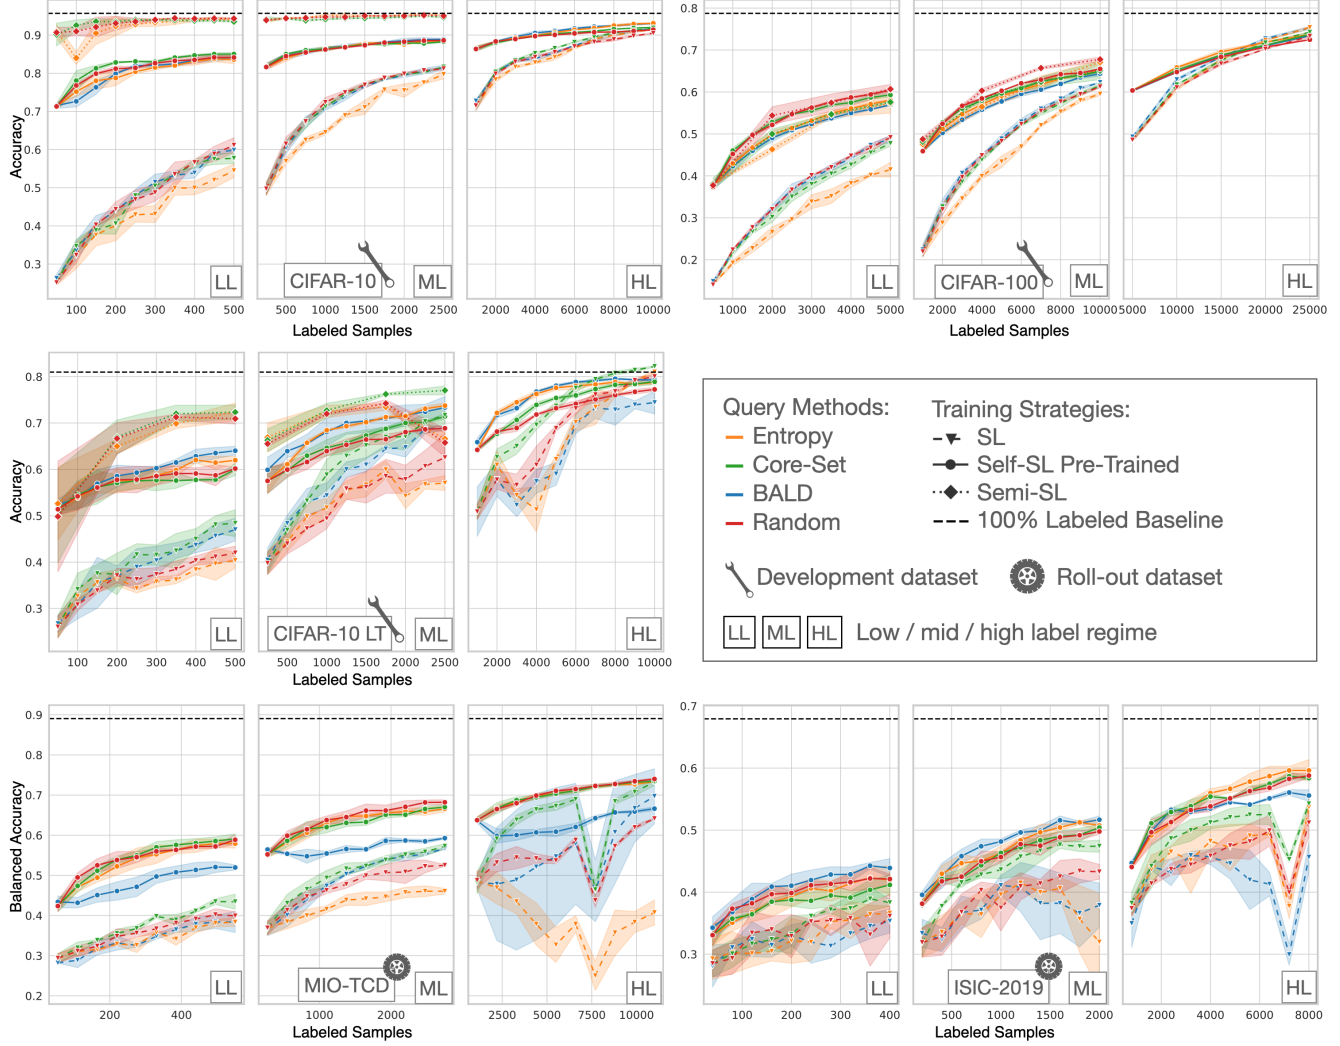 0.9
0.8
0.7
0.6
0.5
0.4
0.3
Accuracy
LL
CIFAR-10
ML
HL
100 200 300 400 500
500 1000 1500 2000 2500
2000 4000 6000 8000 10000
Labeled Samples
0.8
0.7
0.6
0.5
0.4
0.3
0.2
LL
CIFAR-100
ML
HL
1000 2000 3000 4000 5000
2000 4000 6000 8000 10000
5000 10000 15000 20000 25000
Labeled Samples
0.8
0.7
0.6
0.5
0.4
0.3
Accuracy
LL
CIFAR-10 LT
ML
HL
100 200 300 400 500
500 1000 1500 2000 2500
2000 4000 6000 8000 10000
Labeled Samples
Query Methods:
Entropy
Core-Set
BALD
Random
Training Strategies:
SL
Self-SL Pre-Trained
Semi-SL
100% Labeled Baseline
Development dataset
Roll-out dataset
LL ML HL Low / mid / high label regime
0.9
0.8
0.7
0.6
0.5
0.4
0.3
0.2
Balanced Accuracy
LL
MIO-TCD
ML
HL
200 400
1000 2000
2500 5000 7500 10000
Labeled Samples
0.7
0.6
0.5
0.4
0.3
LL
ISIC-2019
ML
HL
100 200 300 400
500 1000 1500 2000
2000 4000 6000 8000
Labeled Samples